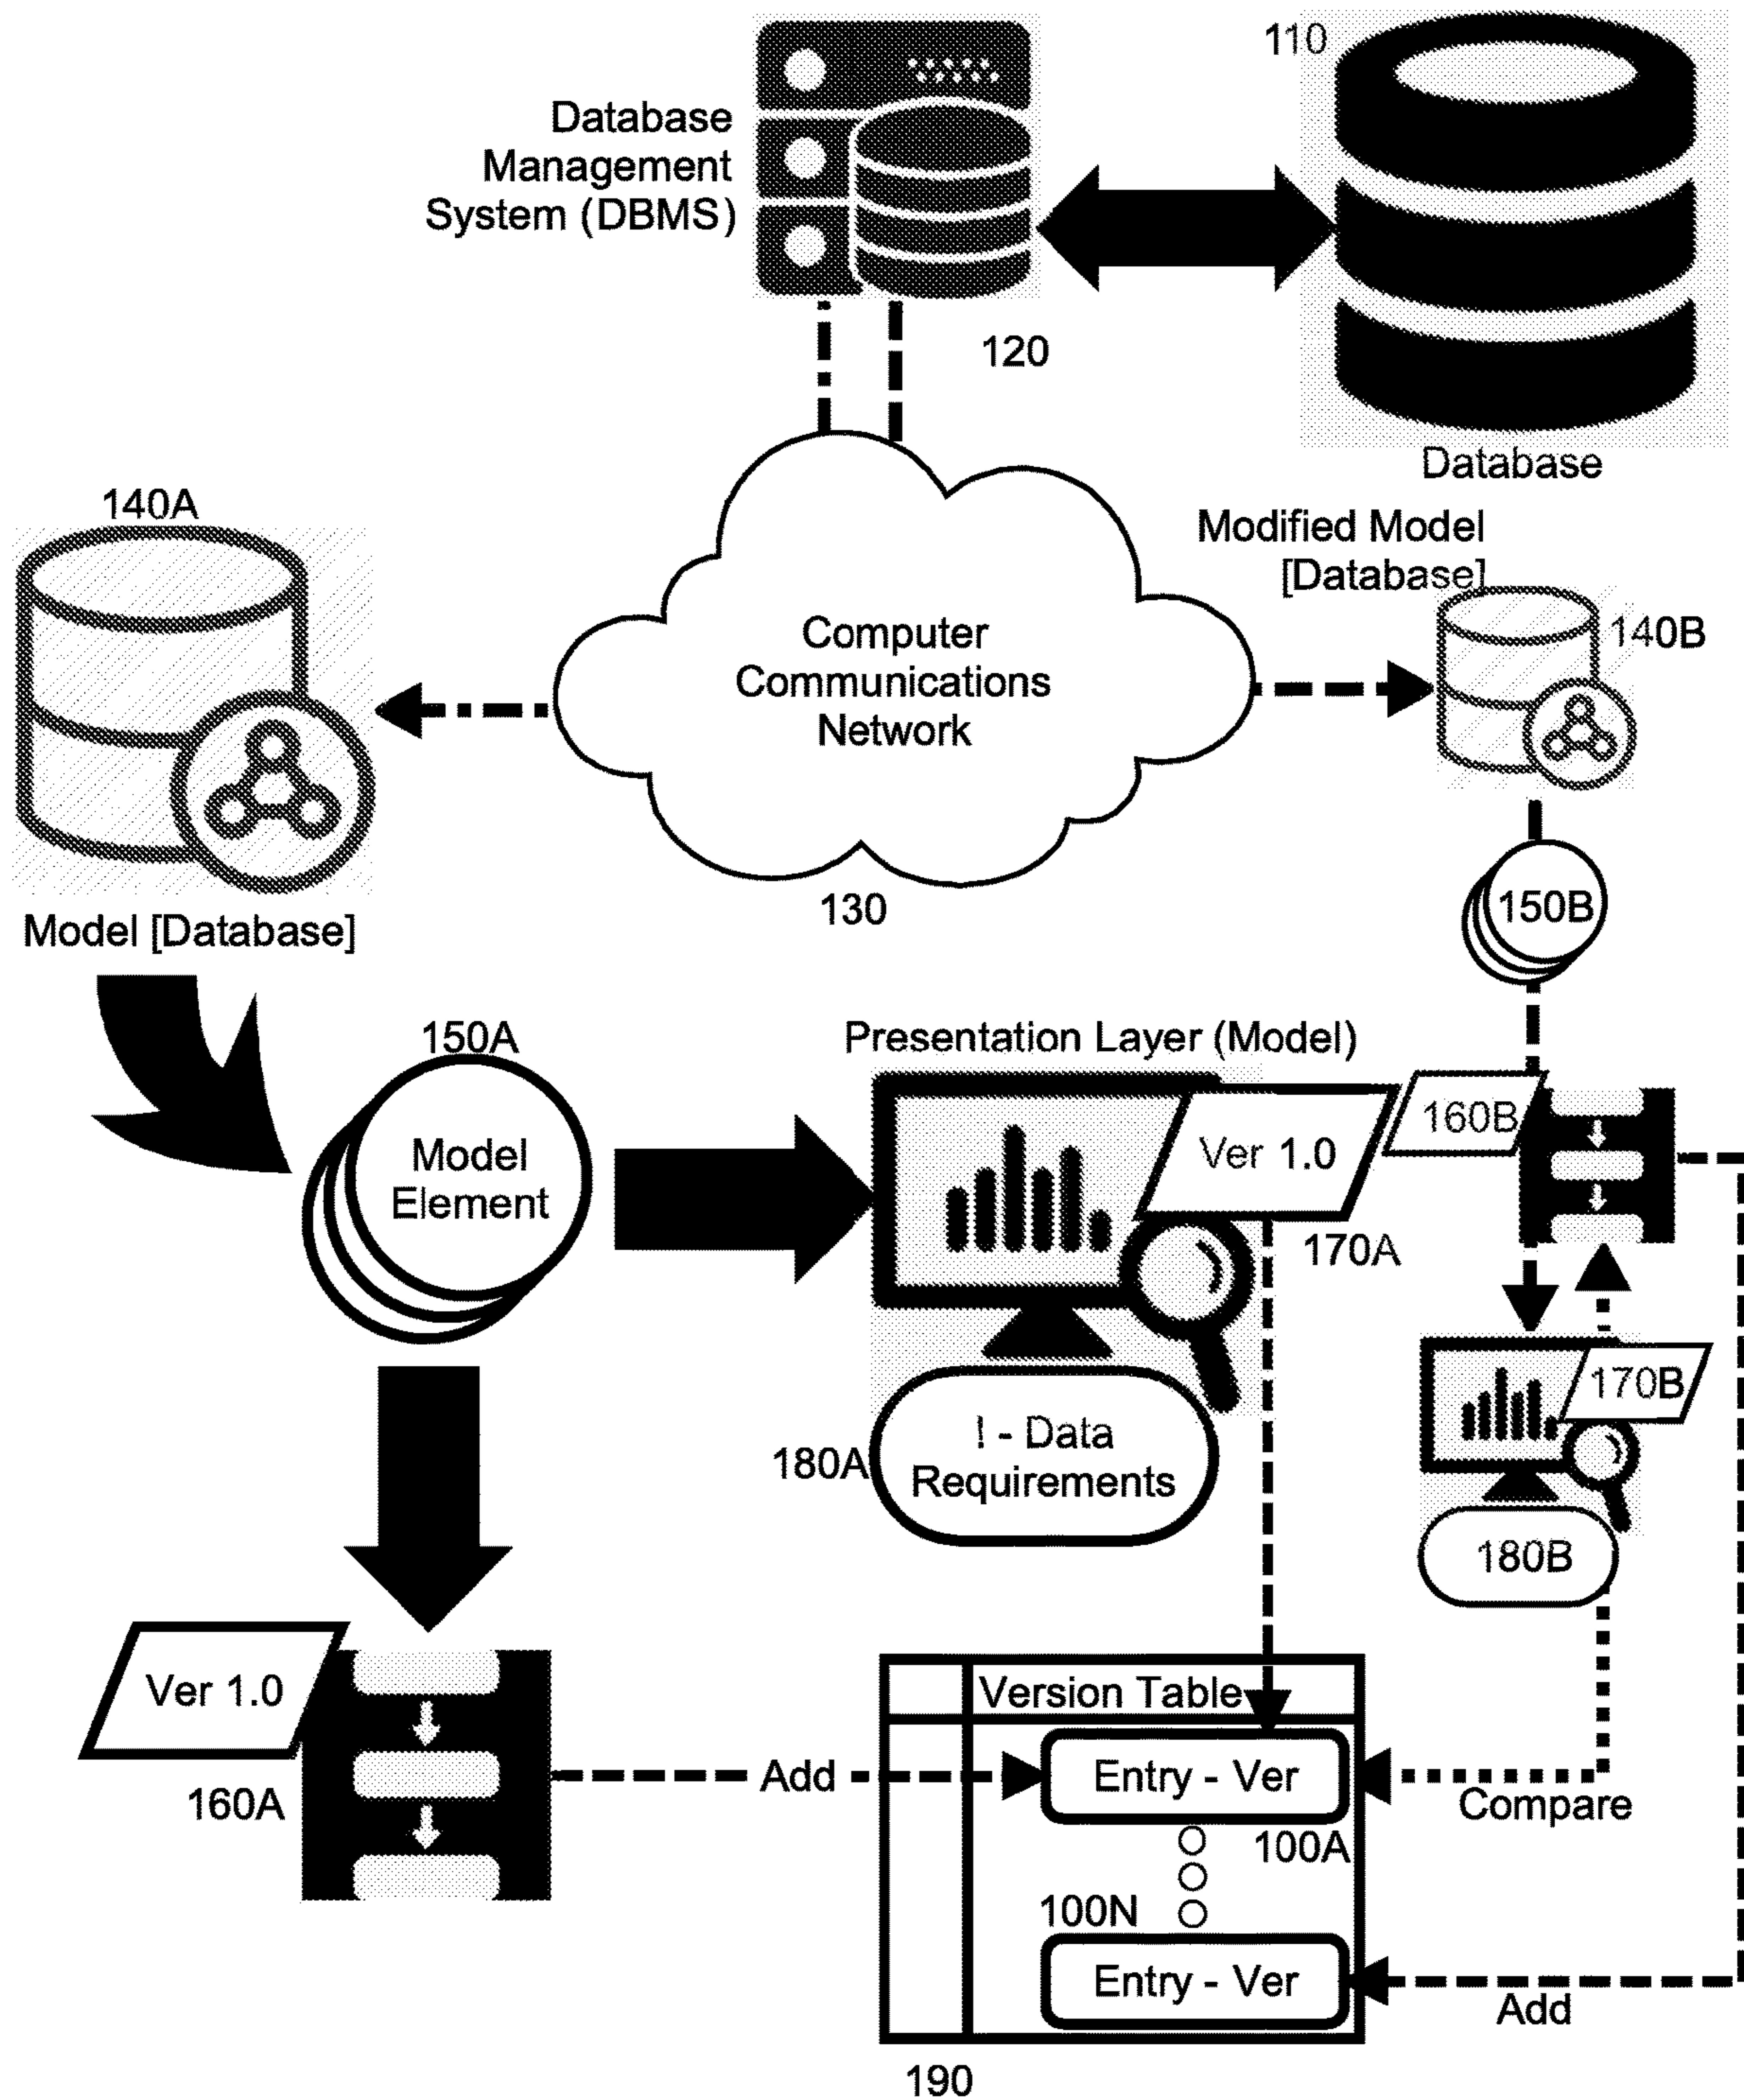 110
Database
Management
System (DBMS)
120
Database
140A
Modified Model
[Database]
140B
Computer
Communications
Network
130
Model [Database]
150B
150A
Presentation Layer (Model)
Model
Element
Ver 1.0
160B
170A
170B
! - Data
Requirements
180A
180B
Ver 1.0
160A
Version Table
Add
Entry - Ver
Compare
100A
100N
Entry - Ver
Add
190